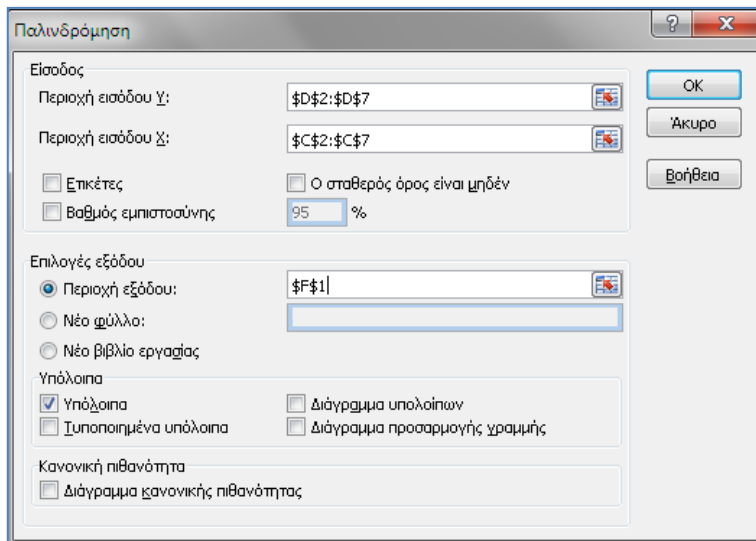 Παλινδρόμηση
Είσοδος
Περιοχή εισόδου Y: $D$2:$D$7
Περιοχή εισόδου X: $C$2:$C$7
Ετικέτες Ο σταθερός όρος είναι μηδέν
Βαθμός εμπιστοσύνης 95 %
OK
Άκυρο
Βοήθεια
Επιλογές εξόδου
Περιοχή εξόδου: $F$1
Νέο φύλλο:
Νέο βιβλίο εργασίας
Υπόλοιπα
Υπόλοιπα Διάγραμμα υπολοίπων
Τυποποιημένα υπόλοιπα Διάγραμμα προσαρμογής γραμμής
Κανονική πιθανότητα
Διάγραμμα κανονικής πιθανότητας